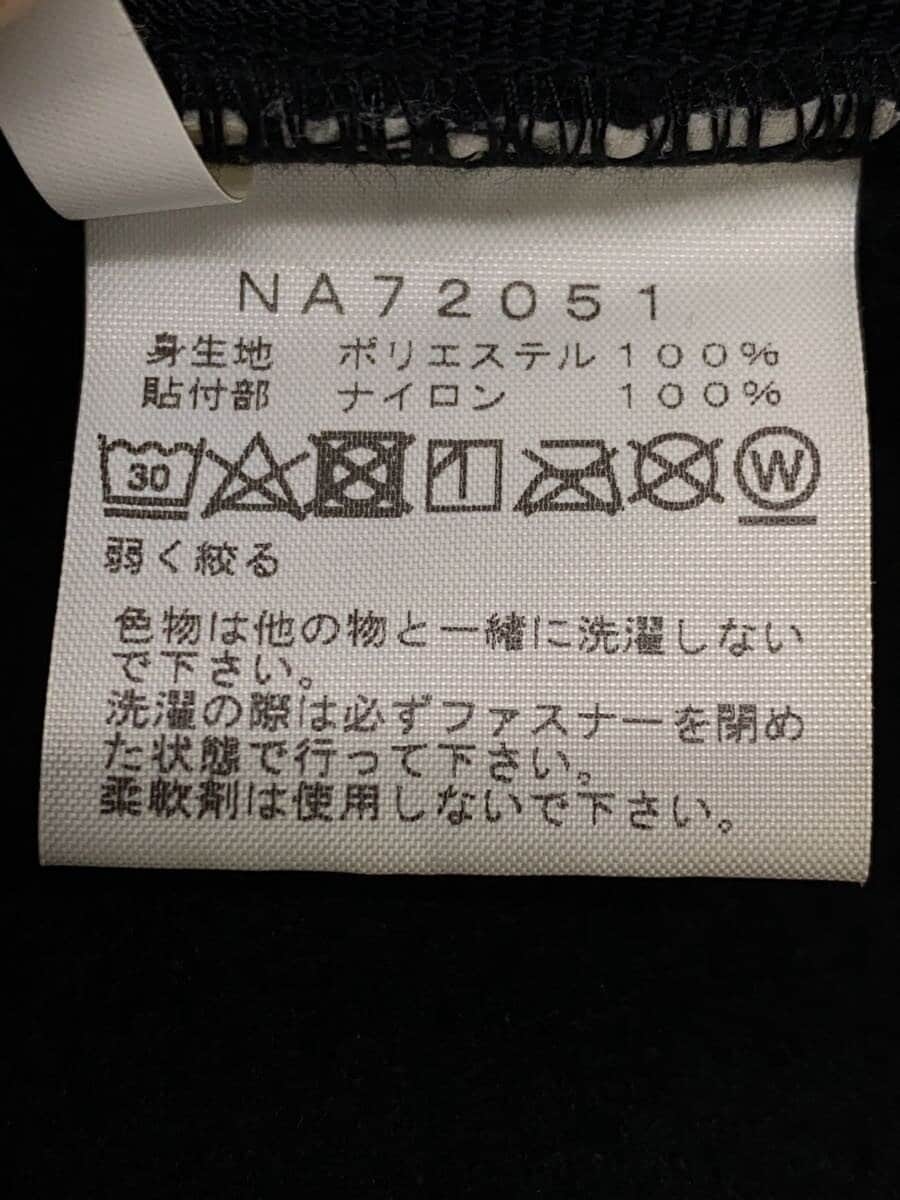 NA72051
身生地 ポリエステル100%
貼付部 ナイロン 100%
30 W
弱く絞る
色物は他の物と一緒に洗濯しない
で下さい。
洗濯の際は必ずファスナーを閉め
た状態で行って下さい。
柔軟剤は使用しないで下さい。